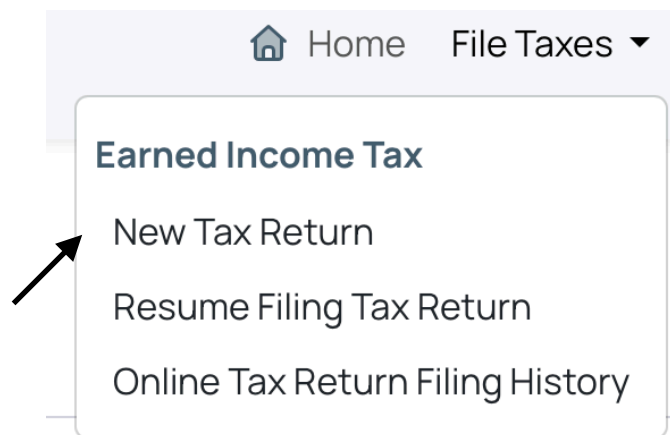 Home File Taxes
Earned Income Tax
New Tax Return
Resume Filing Tax Return
Online Tax Return Filing History